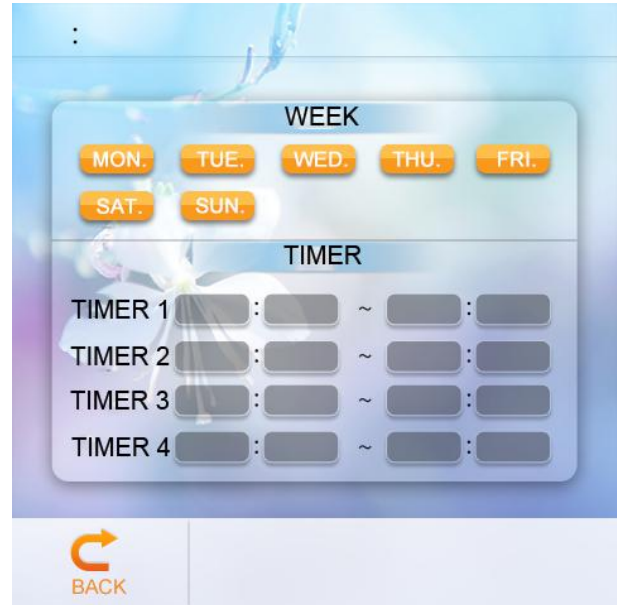 :
WEEK
MON. TUE. WED. THU. FRI.
SAT. SUN.
TIMER
TIMER 1 : ~ :
TIMER 2 : ~ :
TIMER 3 : ~ :
TIMER 4 : ~ :
BACK